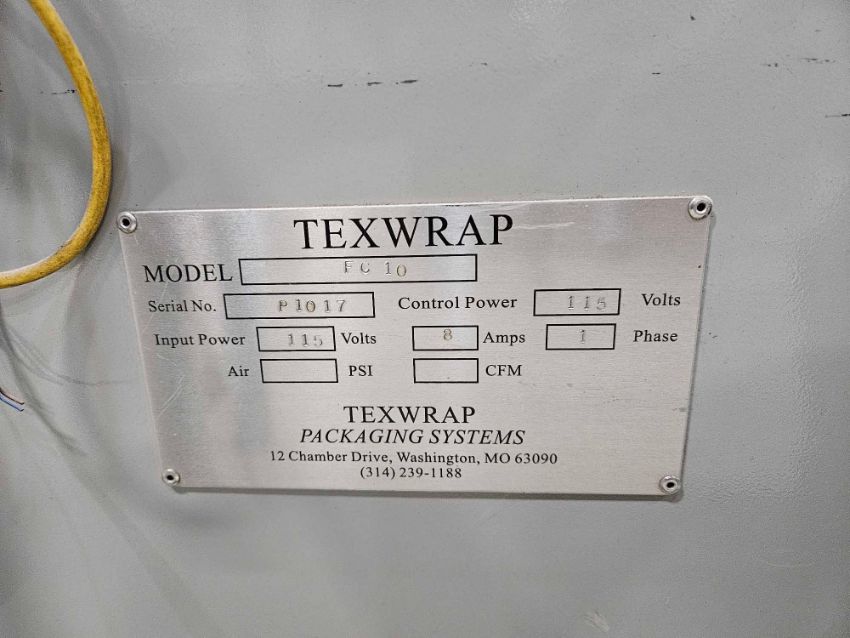 TEXWRAP
MODEL FC 10
Serial No. P1017 Control Power 115 Volts
Input Power 115 Volts 8 Amps 1 Phase
Air PSI CFM
TEXWRAP
PACKAGING SYSTEMS
12 Chamber Drive, Washington, MO 63090
(314) 239-1188